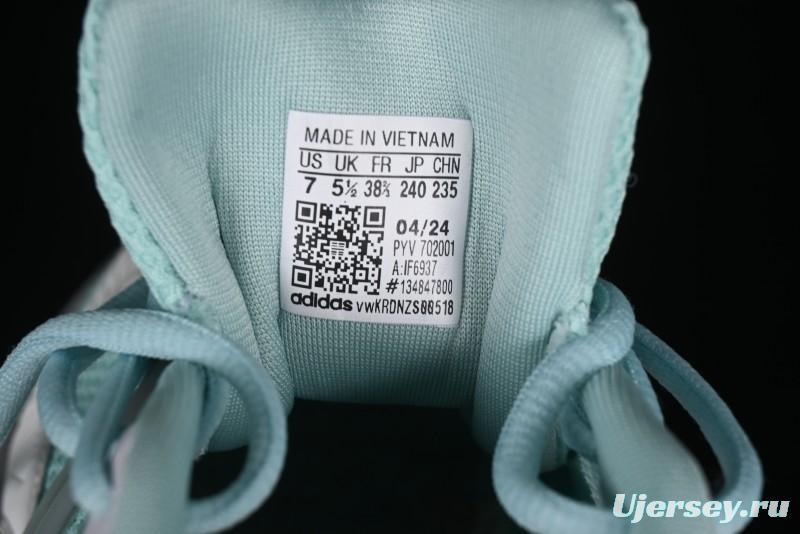 MADE IN VIETNAM
US UK FR JP CHN
7 5½ 38⅔ 240 235
04/24
PYV 702001
A:IF6937
#134847800
adidas vwKRDNZS00518
Ujersey.ru